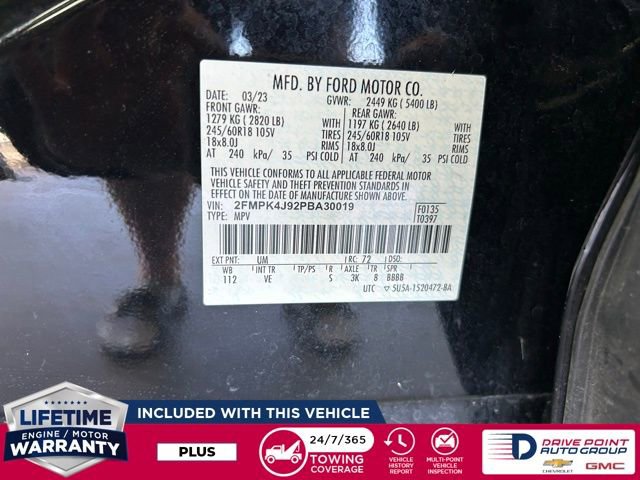 MFD. BY FORD MOTOR CO.
DATE: 03/23 GVWR: 2449 KG ( 5400 LB)
FRONT GAWR: REAR GAWR:
1279 KG ( 2820 LB) WITH 1197 KG ( 2640 LB) WITH
245/60R18 105V TIRES 245/60R18 105V TIRES
18x8.0J RIMS 18x8.0J RIMS
AT 240 kPa/ 35 PSI COLD AT 240 kPa/ 35 PSI COLD
THIS VEHICLE CONFORMS TO ALL APPLICABLE FEDERAL MOTOR
VEHICLE SAFETY AND THEFT PREVENTION STANDARDS IN
EFFECT ON THE DATE OF MANUFACTURE SHOWN ABOVE.
VIN: 2FMPK4J92PBA30019 F0135
TYPE: MPV T0397
EXT PNT: UM RC: 72 DSO:
WB INT TR TP/PS R AXLE TR SPR
112 VE S 3K 8 BBBB
UTC ▽ 5U5A-1520472-BA
LIFETIME
ENGINE / MOTOR
WARRANTY
INCLUDED WITH THIS VEHICLE
PLUS
24/7/365
TOWING
COVERAGE
VEHICLE
HISTORY
REPORT
MULTI-POINT
VEHICLE
INSPECTION
DRIVE POINT
AUTO GROUP
CHEVROLET GMC